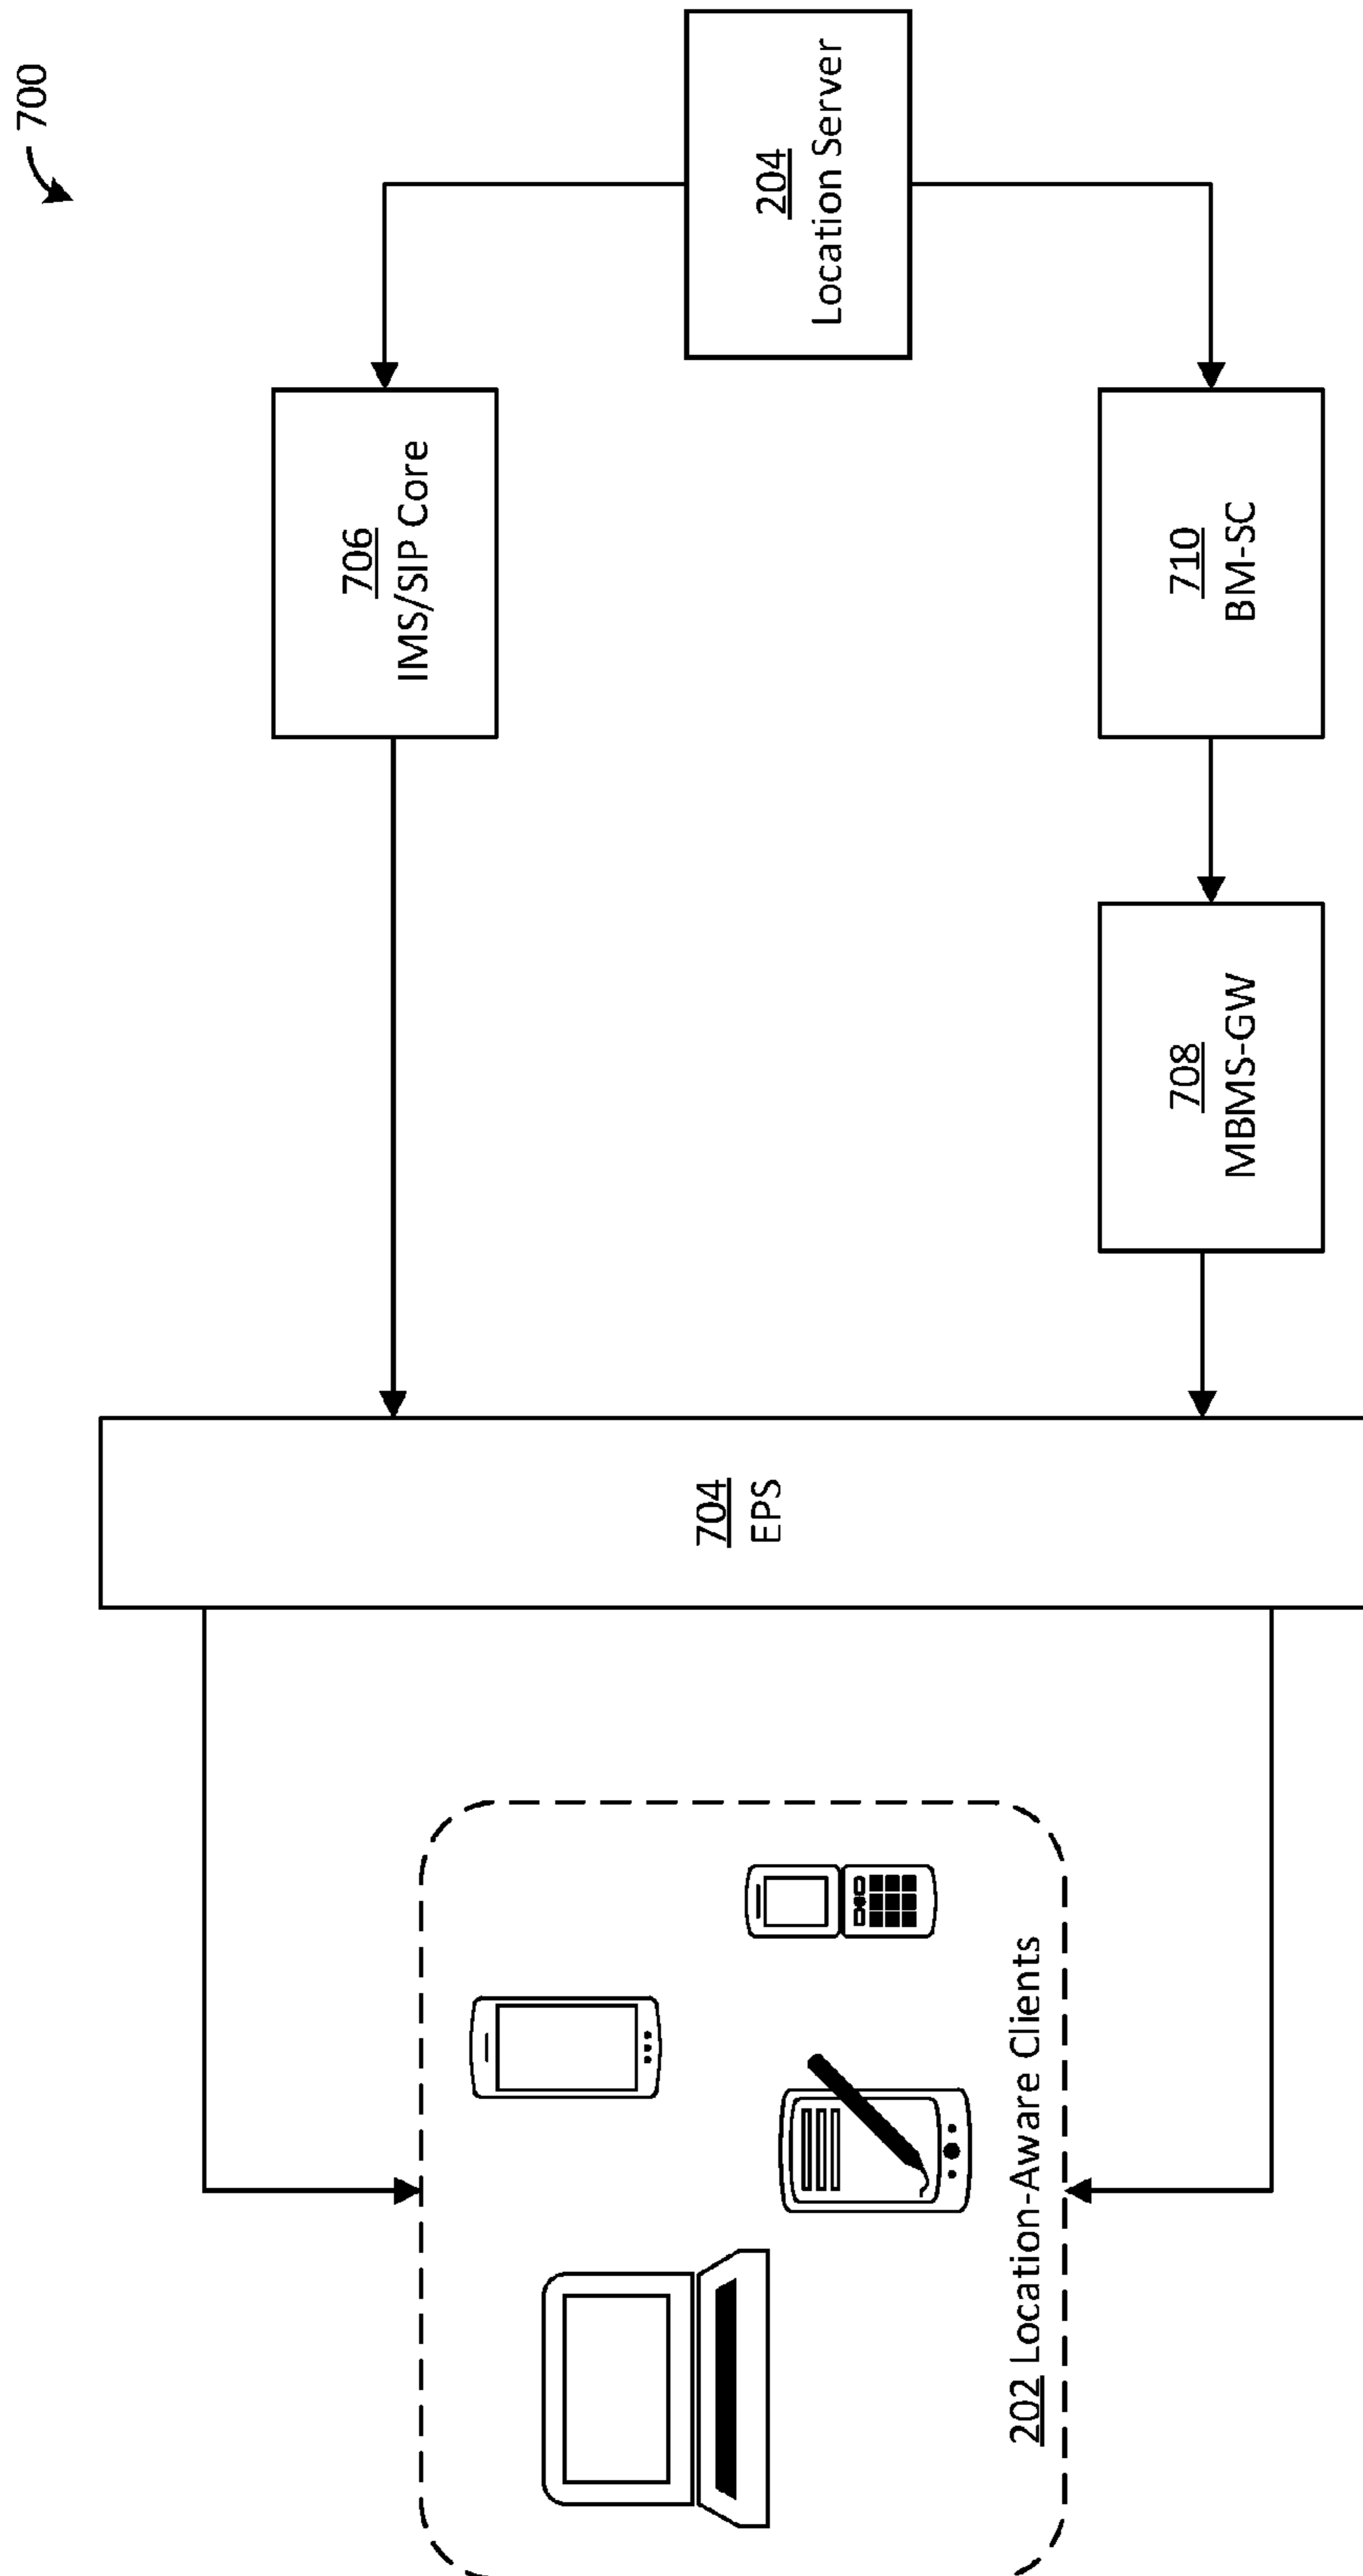 700
202 Location-Aware Clients
704
EPS
706
IMS/SIP Core
708
MBMS-GW
710
BM-SC
204
Location Server